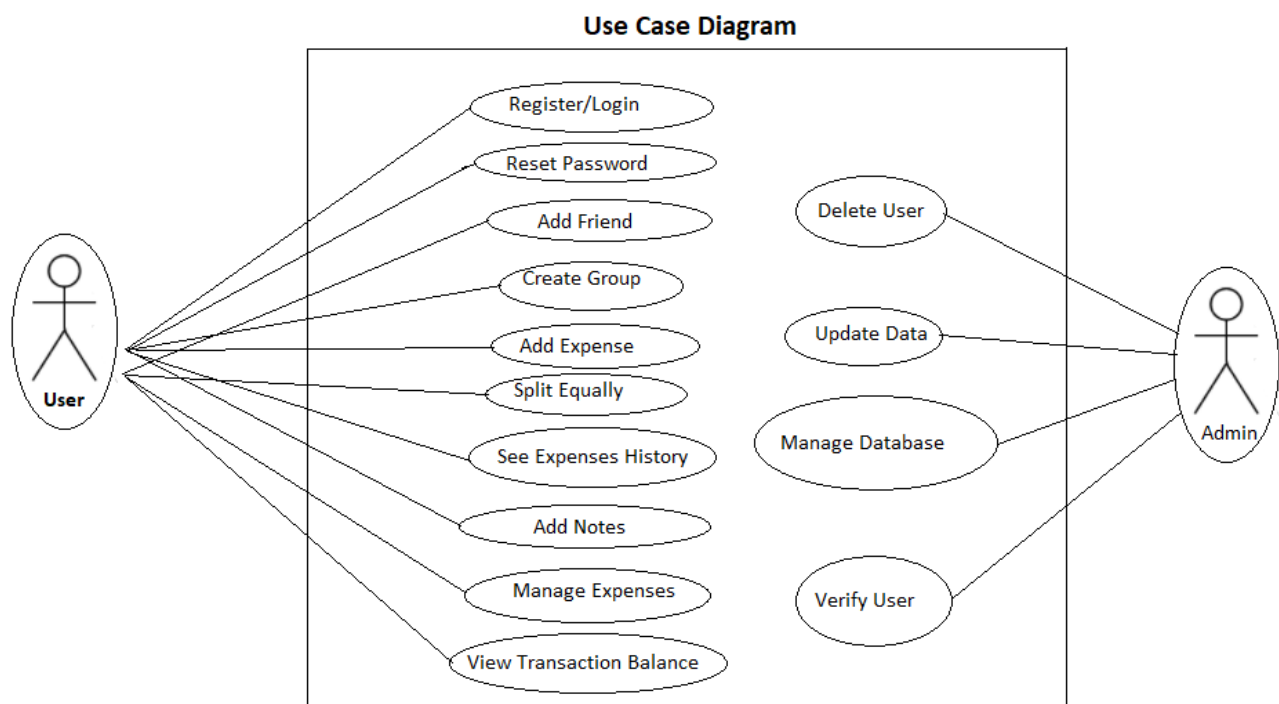 Use Case Diagram
Register/Login
Reset Password
Add Friend
Create Group
Add Expense
Split Equally
See Expenses History
Add Notes
Manage Expenses
View Transaction Balance
User
Delete User
Update Data
Manage Database
Verify User
Admin